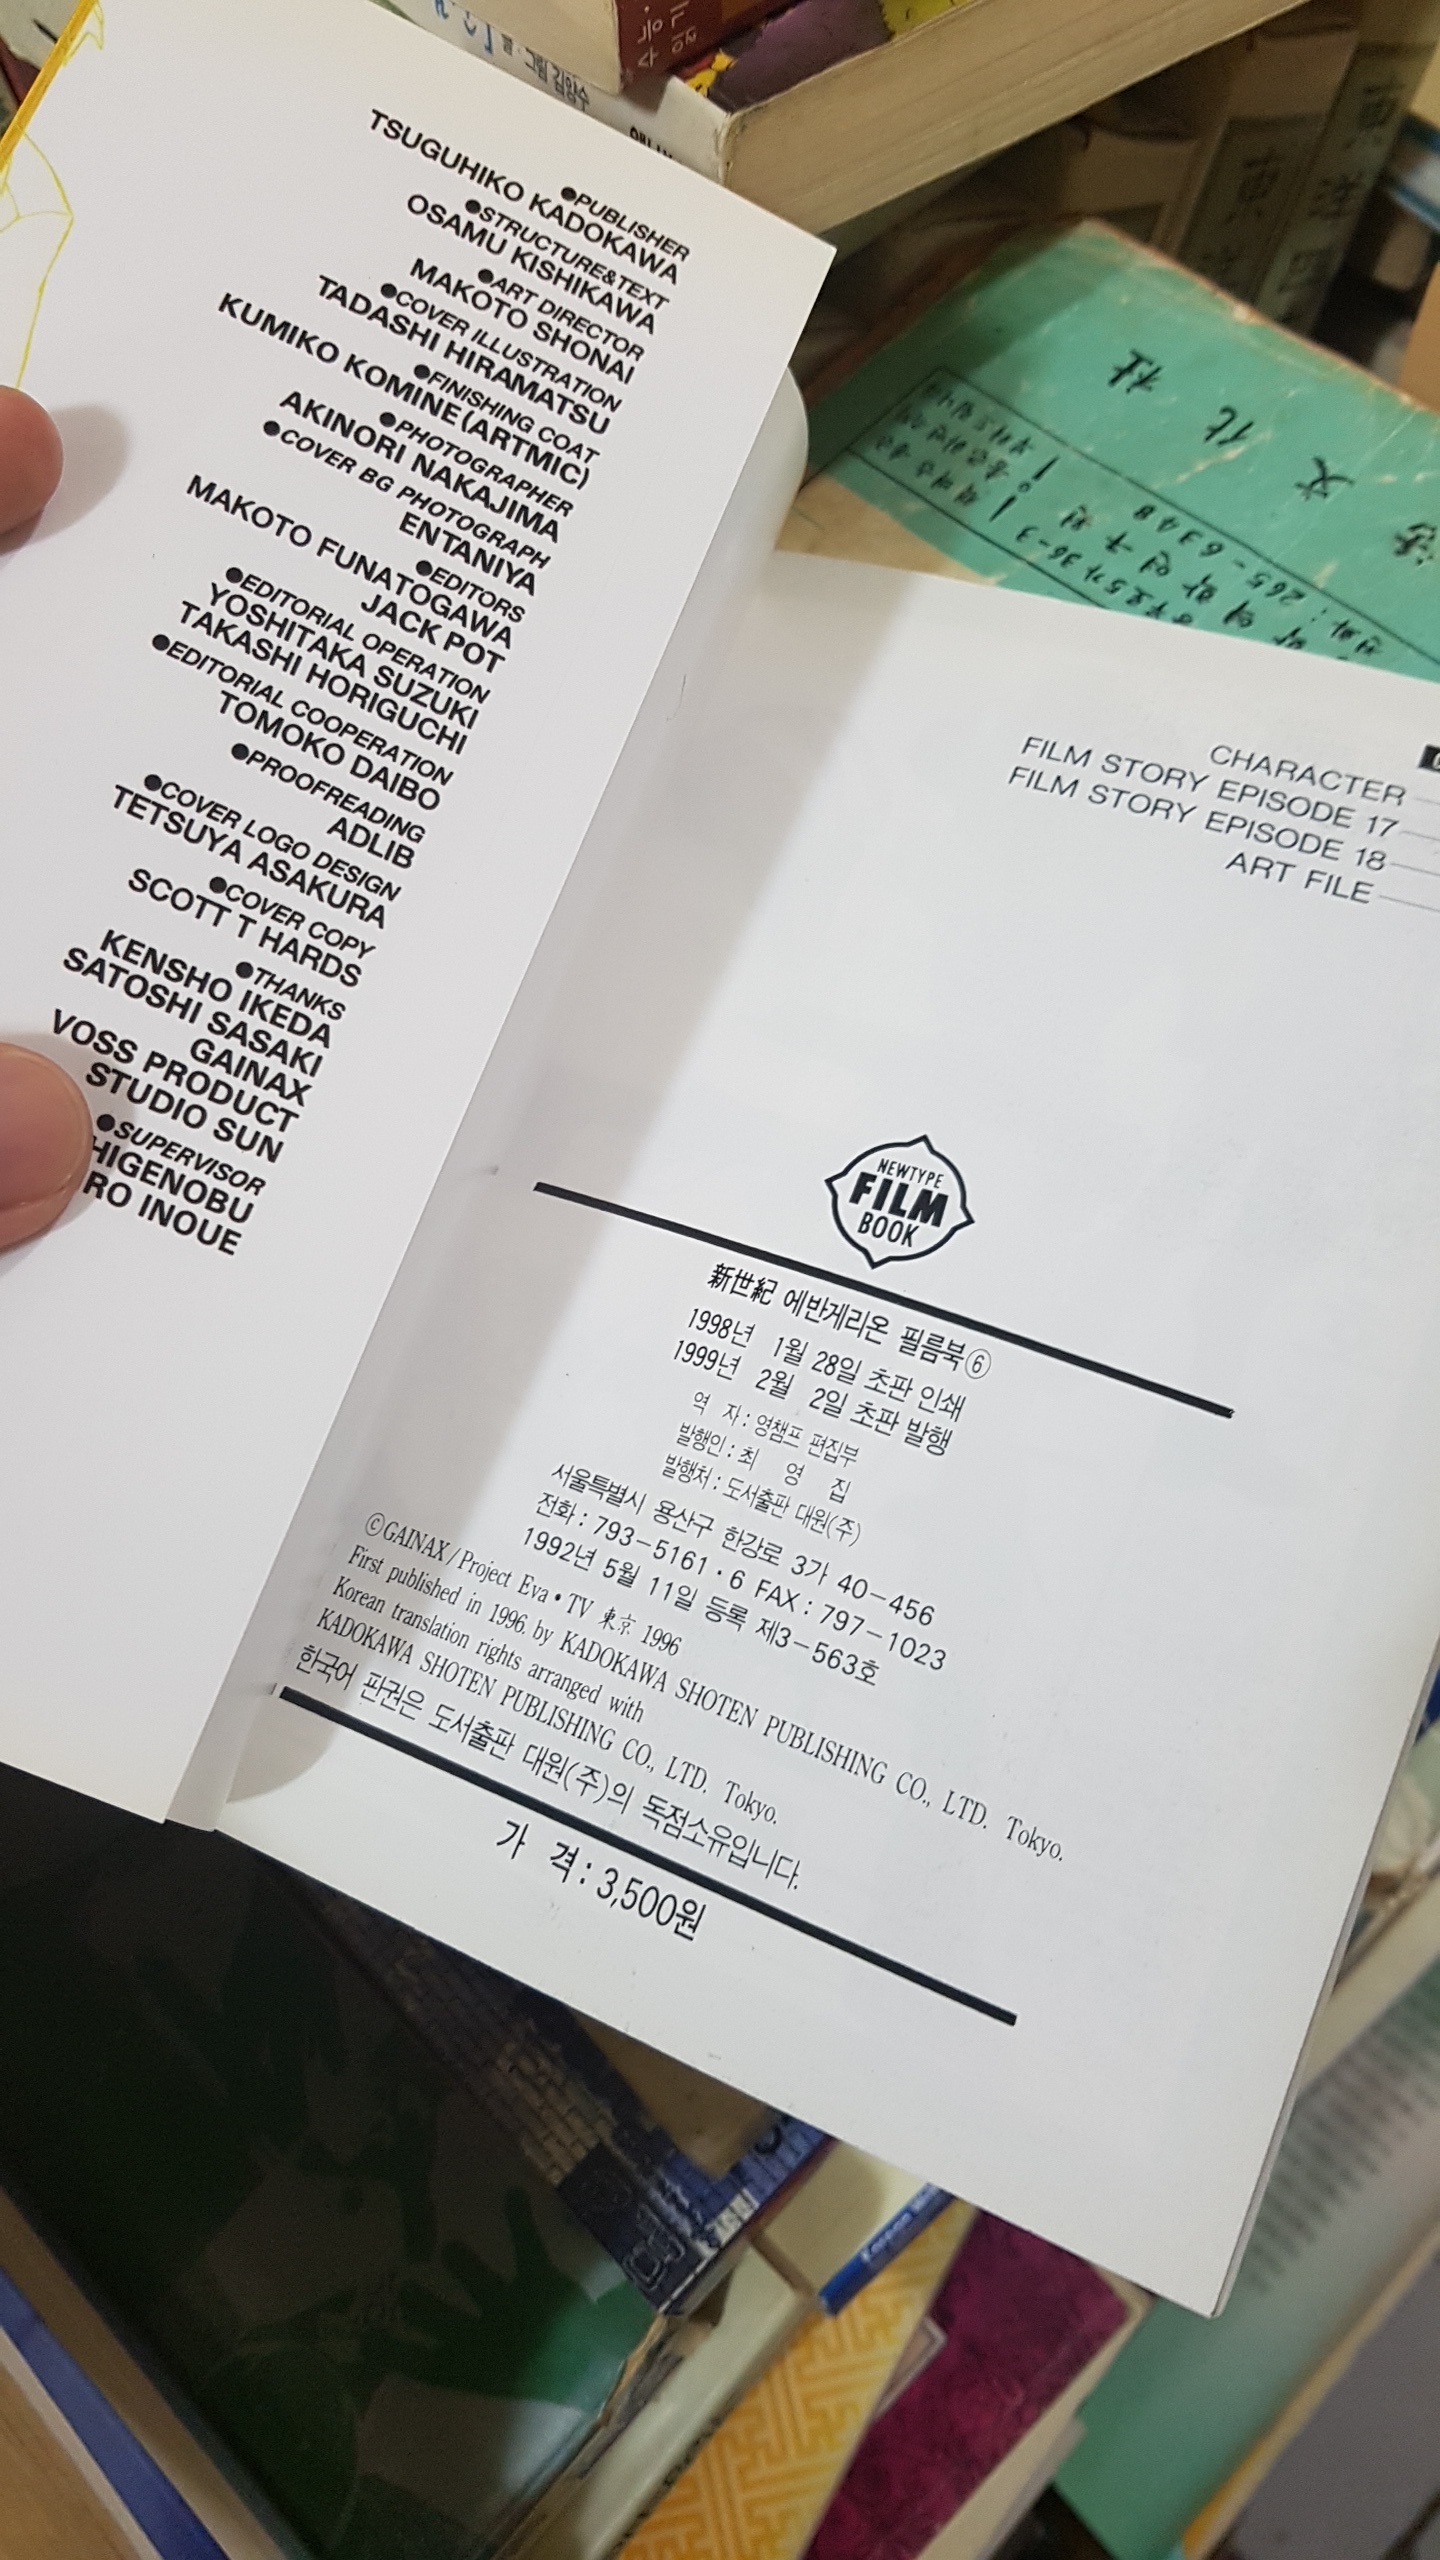 ●PUBLISHER
TSUGUHIKO KADOKAWA
●STRUCTURE&TEXT
OSAMU KISHIKAWA
●ART DIRECTOR
MAKOTO SHONAI
●COVER ILLUSTRATION
TADASHI HIRAMATSU
●FINISHING COAT
KUMIKO KOMINE(ARTMIC)
●PHOTOGRAPHER
AKINORI NAKAJIMA
●COVER BG PHOTOGRAPH
ENTANIYA
●EDITORS
MAKOTO FUNATOGAWA
JACK POT
●EDITORIAL OPERATION
YOSHITAKA SUZUKI
TAKASHI HORIGUCHI
●EDITORIAL COOPERATION
TOMOKO DAIBO
●PROOFREADING
ADLIB
●COVER LOGO DESIGN
TETSUYA ASAKURA
●COVER COPY
SCOTT T HARDS
●THANKS
KENSHO IKEDA
SATOSHI SASAKI
GAINAX
VOSS PRODUCT
STUDIO SUN
●SUPERVISOR
HIGENOBU
RO INOUE
CHARACTER
FILM STORY EPISODE 17
FILM STORY EPISODE 18
ART FILE
NEWTYPE
FILM
BOOK
新世紀 에반게리온 필름북⑥
1998년 1월 28일 초판 인쇄
1999년 2월 2일 초판 발행
역 자 : 영챔프 편집부
발행인 : 최 영 집
발행처 : 도서출판 대원(주)
서울특별시 용산구 한강로 3가 40-456
전화 : 793-5161·6 FAX : 797-1023
1992년 5월 11일 등록 제3-563호
©GAINAX/Project Eva • TV 東京 1996
First published in 1996. by KADOKAWA SHOTEN PUBLISHING CO., LTD. Tokyo.
Korean translation rights arranged with
KADOKAWA SHOTEN PUBLISHING CO., LTD. Tokyo.
한국어 판권은 도서출판 대원(주)의 독점소유입니다.
가 격 : 3,500원
文 化 社
265-6348